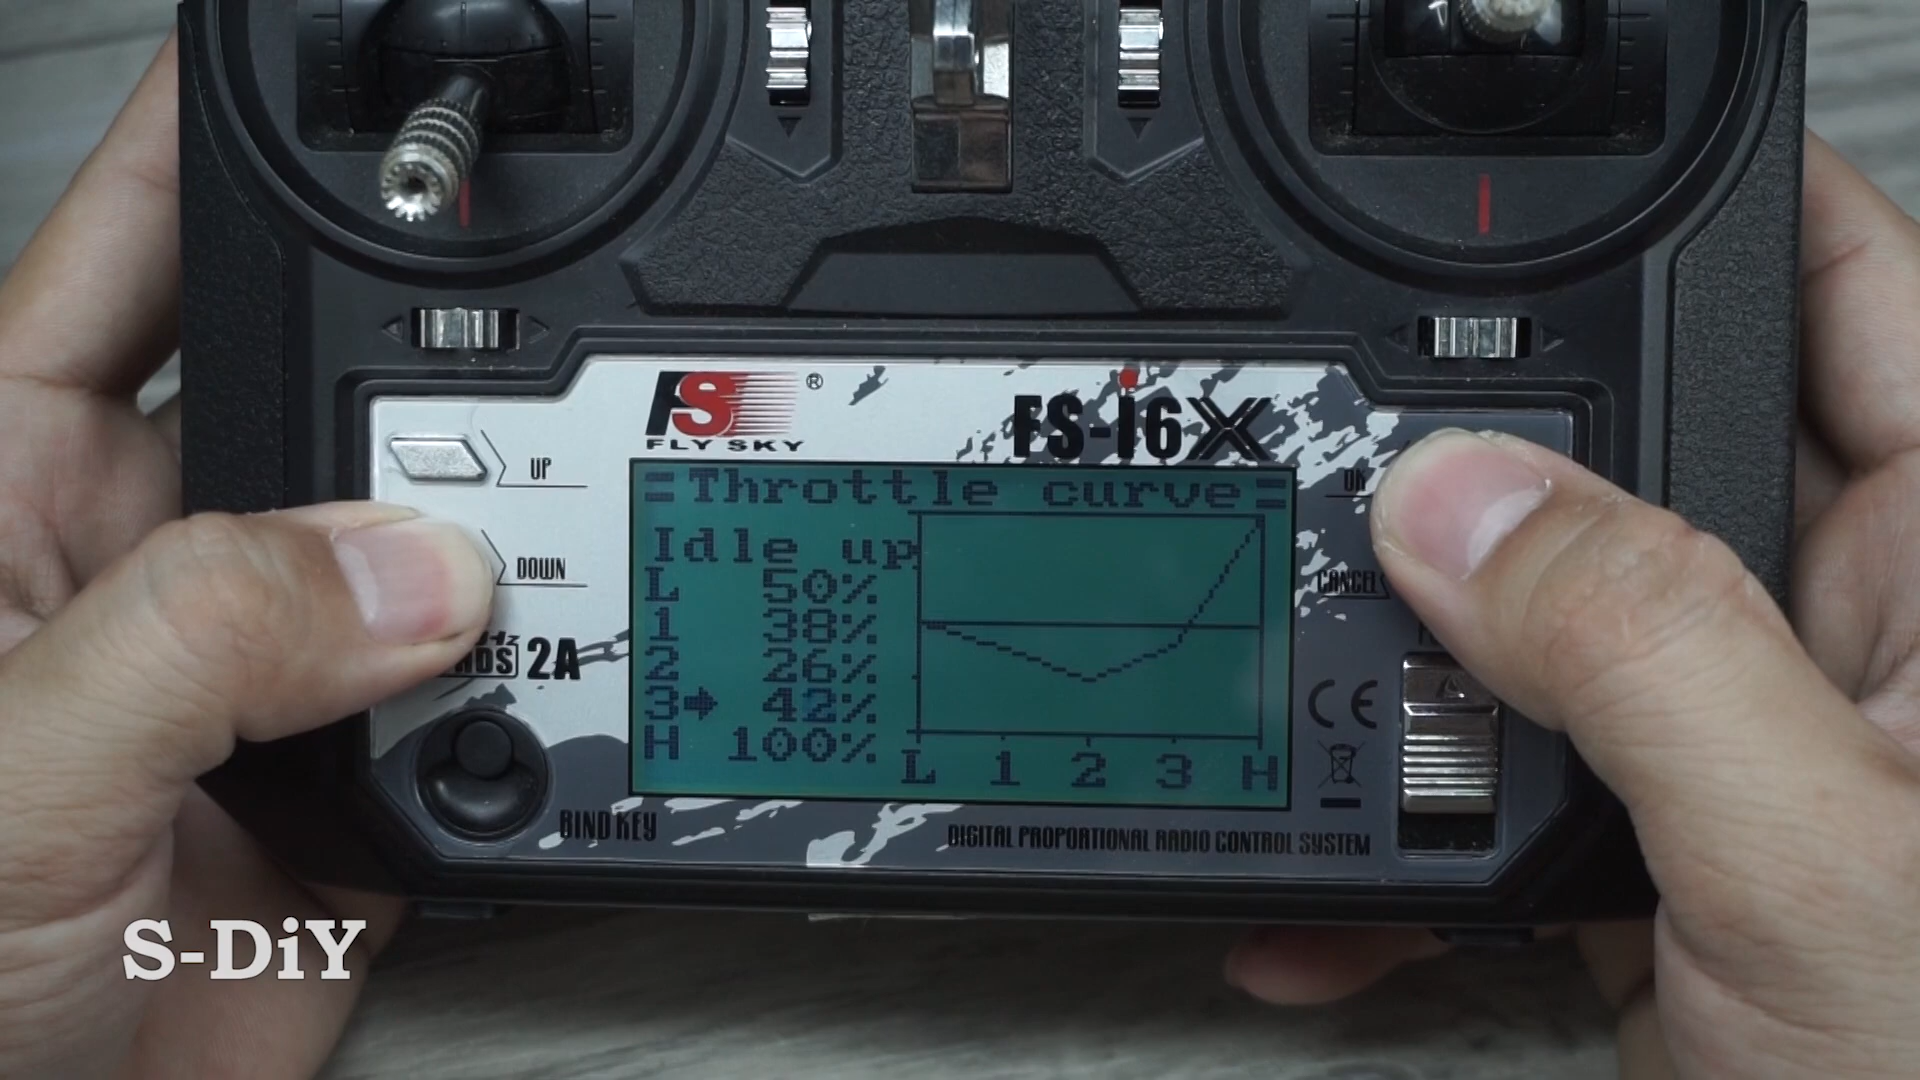 FS®
FLY SKY
FS-i6X
UP
DOWN
OK
CANCEL
2A
=Throttle curve=
Idle up
L 50%
1 38%
2 26%
3→ 42%
H 100%
L 1 2 3 H
CE
BIND KEY
DIGITAL PROPORTIONAL RADIO CONTROL SYSTEM
S-DiY